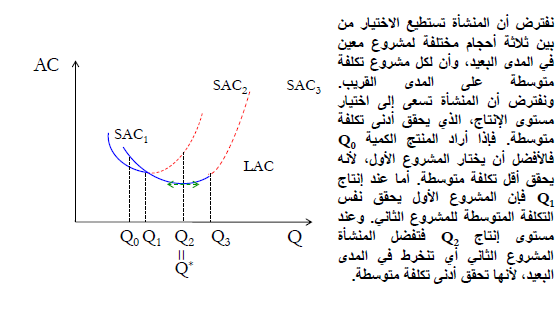 نفترض أن المنشأة تستطيع الاختيار من
بين ثلاثة أحجام مختلفة لمشروع معين
في المدى البعيد، وأن لكل مشروع تكلفة
متوسطة على المدى القريب.
ونفترض أن المنشأة تسعى إلى اختيار
مستوى الإنتاج، الذي يحقق أدنى تكلفة
متوسطة. فإذا أراد المنتج الكمية Q0
فالأفضل أن يختار المشروع الأول، لأنه
يحقق أقل تكلفة متوسطة. أما عند إنتاج
Q1 فإن المشروع الأول يحقق نفس
التكلفة المتوسطة للمشروع الثاني. وعند
مستوى إنتاج Q2 فتفضل المنشأة
المشروع الثاني أي تنخرط في المدى
البعيد، لأنها تحقق أدنى تكلفة متوسطة.
AC
SAC1
SAC2
SAC3
LAC
Q0 Q1 Q2 Q3 Q
=
Q*